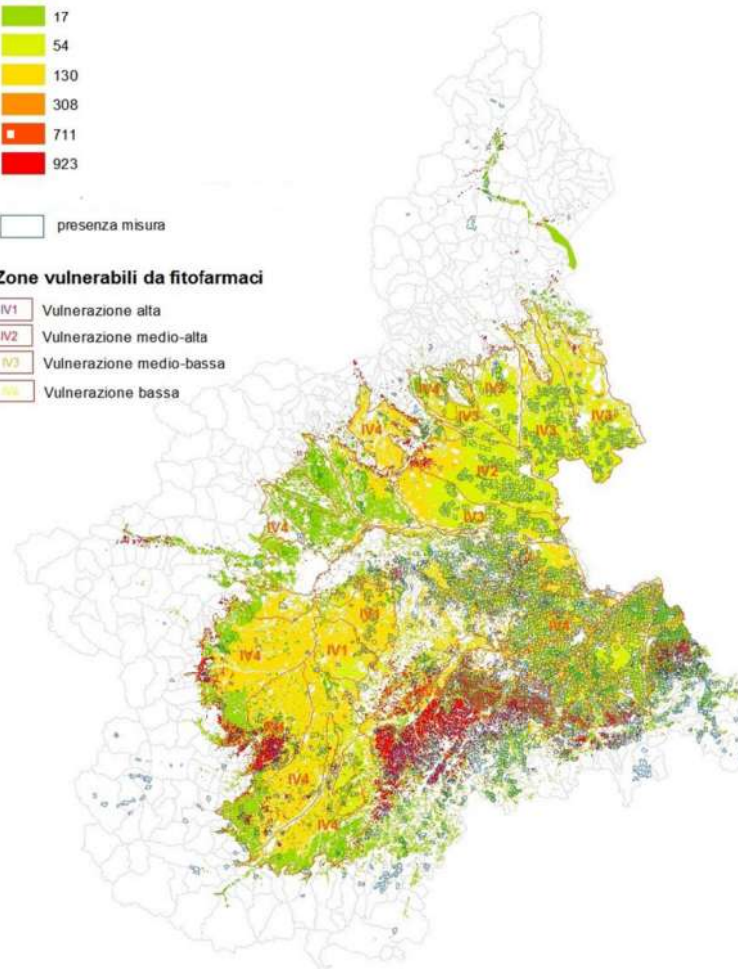 17
54
130
308
711
923
presenza misura
Zone vulnerabili da fitofarmaci
IV1 Vulnerazione alta
IV2 Vulnerazione medio-alta
IV3 Vulnerazione medio-bassa
IV4 Vulnerazione bassa
IV4
IV2
IV3
IV4
IV3
IV3
IV2
IV3
IV4
IV1
IV4
IV4
IV1
IV4
IV4